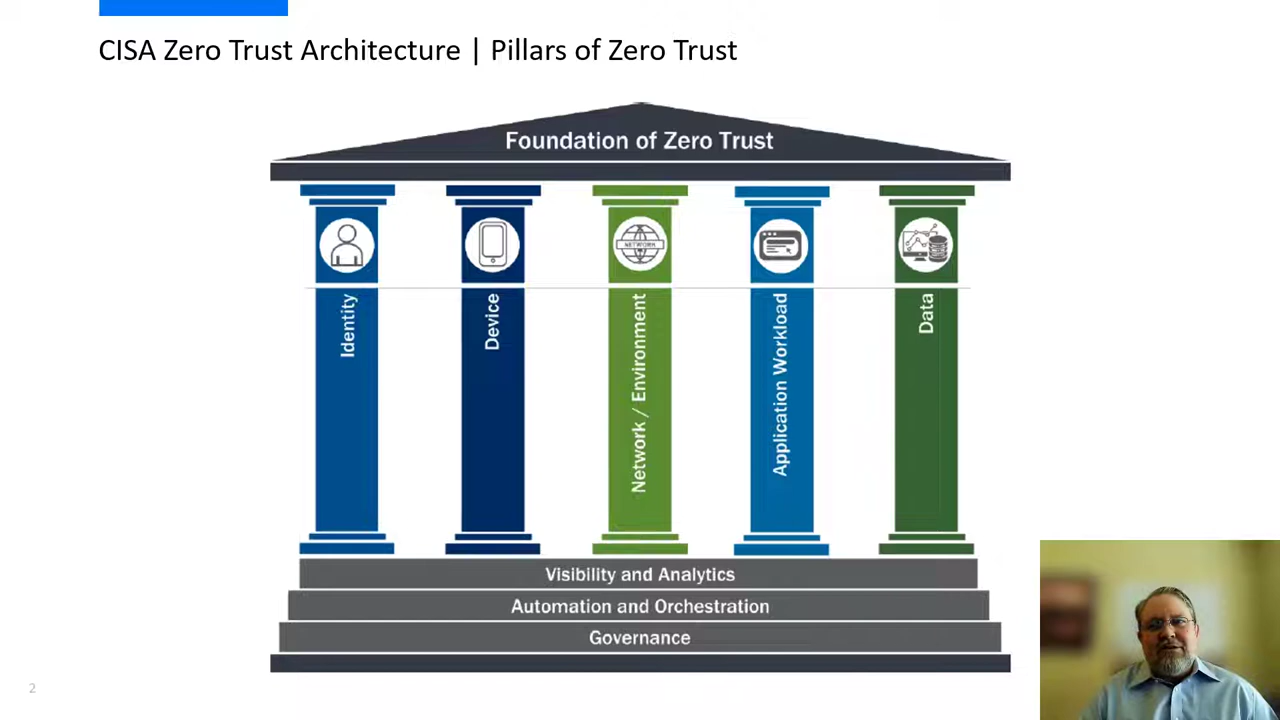 CISA Zero Trust Architecture | Pillars of Zero Trust
Foundation of Zero Trust
NETWORK
Identity
Device
Network / Environment
Application Workload
Data
Visibility and Analytics
Automation and Orchestration
Governance
2